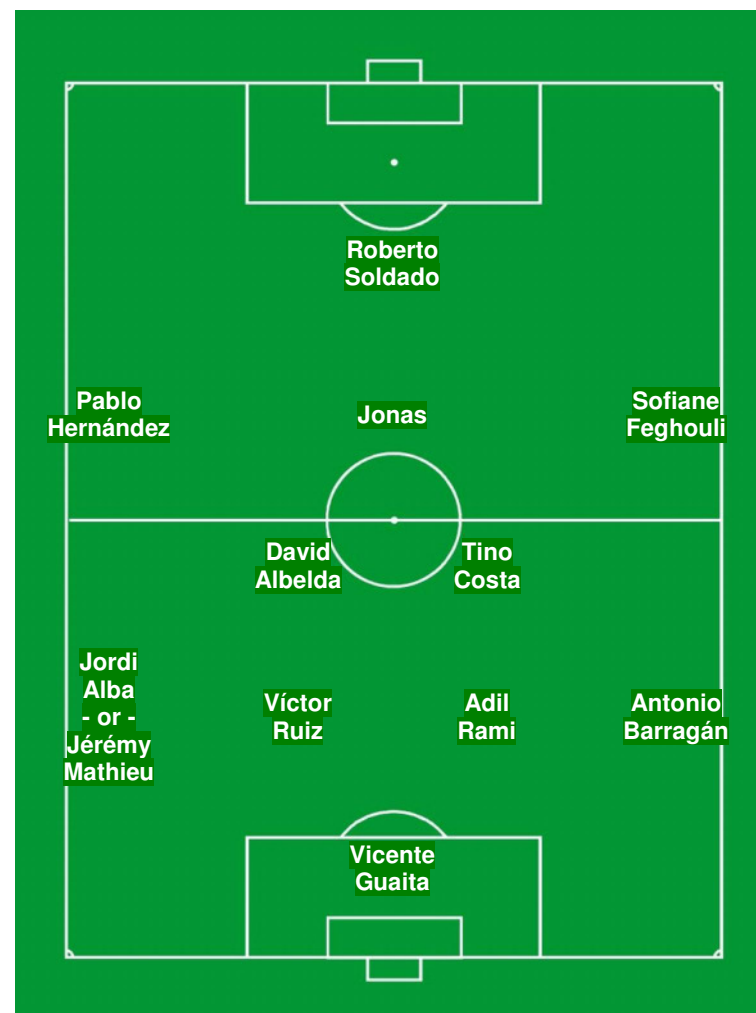 Roberto
Soldado
Pablo
Hernández
Jonas
Sofiane
Feghouli
David
Albelda
Tino
Costa
Jordi
Alba
- or -
Jérémy
Mathieu
Víctor
Ruiz
Adil
Rami
Antonio
Barragán
Vicente
Guaita